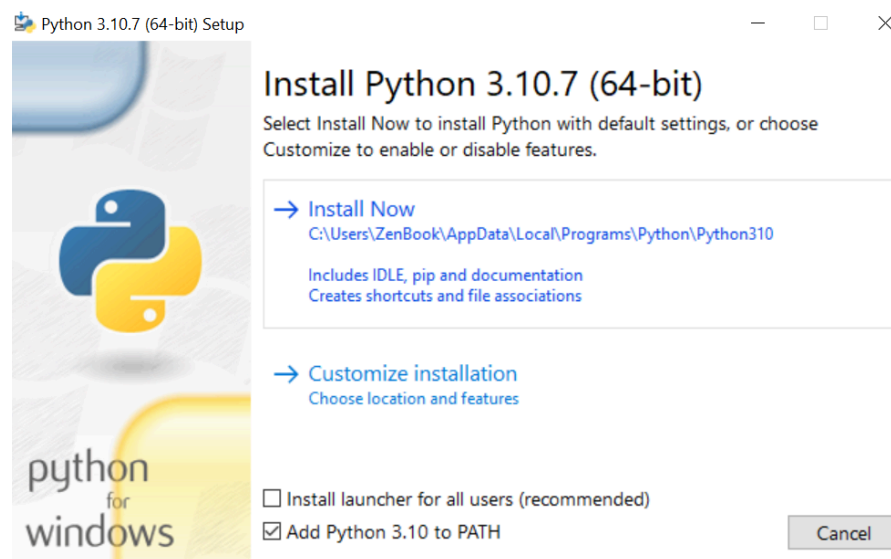 Python 3.10.7 (64-bit) Setup
Install Python 3.10.7 (64-bit)
Select Install Now to install Python with default settings, or choose
Customize to enable or disable features.
Install Now
C:\Users\ZenBook\AppData\Local\Programs\Python\Python310
Includes IDLE, pip and documentation
Creates shortcuts and file associations
Customize installation
Choose location and features
python
for
windows
Install launcher for all users (recommended)
Add Python 3.10 to PATH
Cancel